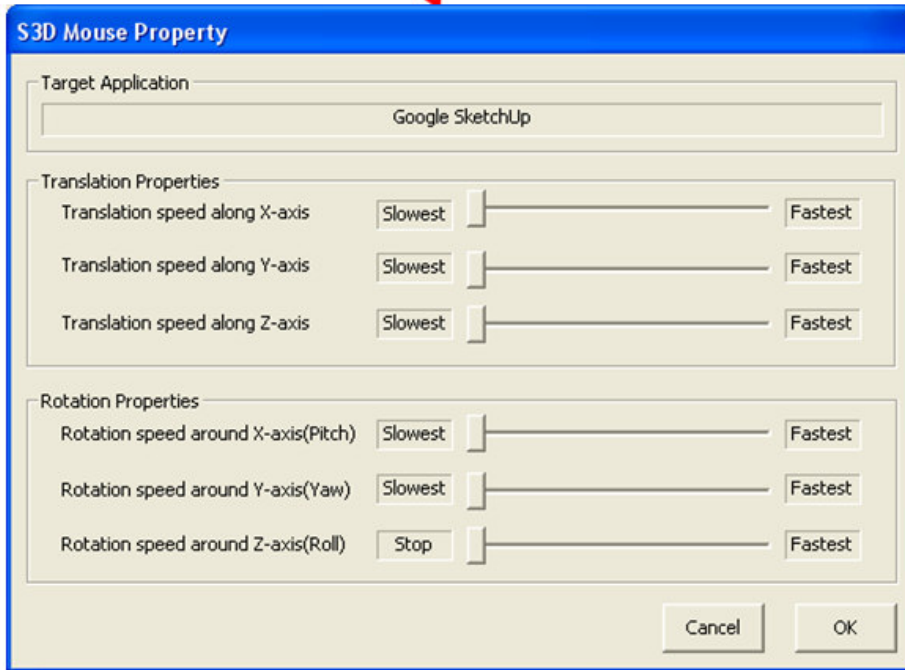 S3D Mouse Property
Target Application
Google SketchUp
Translation Properties
Translation speed along X-axis Slowest Fastest
Translation speed along Y-axis Slowest Fastest
Translation speed along Z-axis Slowest Fastest
Rotation Properties
Rotation speed around X-axis(Pitch) Slowest Fastest
Rotation speed around Y-axis(Yaw) Slowest Fastest
Rotation speed around Z-axis(Roll) Stop Fastest
Cancel OK